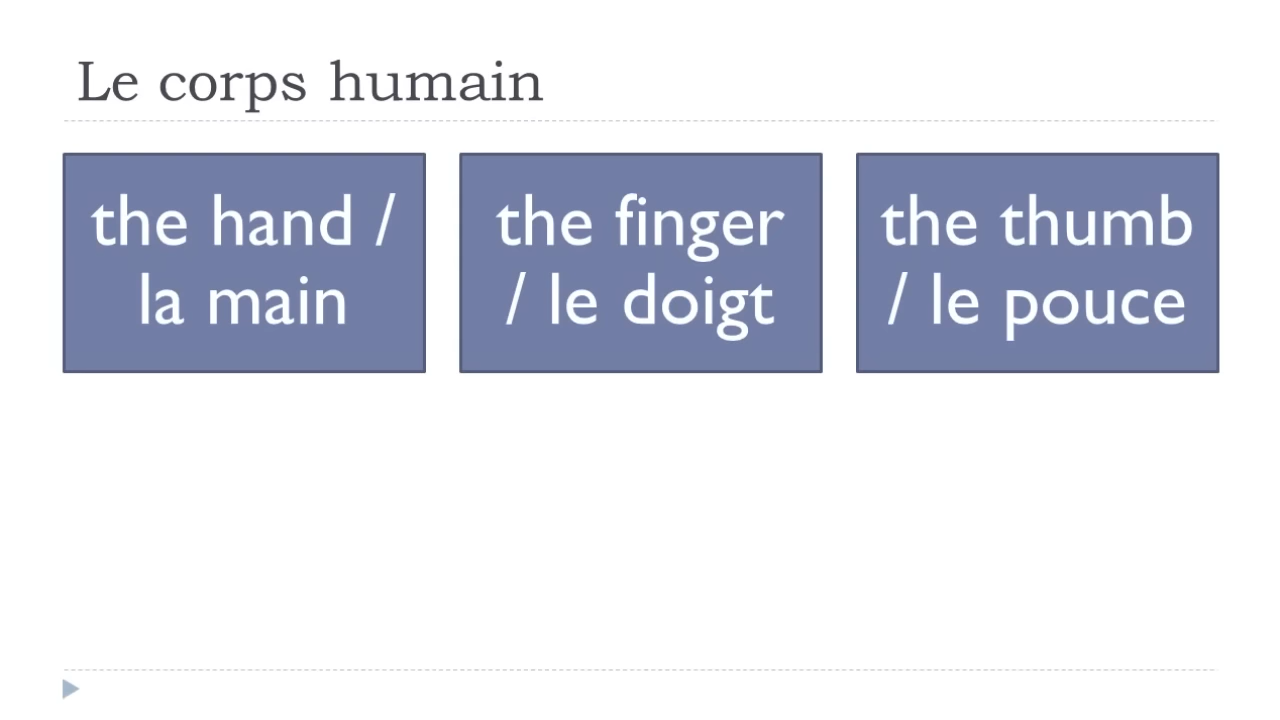 Le corps humain
the hand /
la main
the finger
/ le doigt
the thumb
/ le pouce